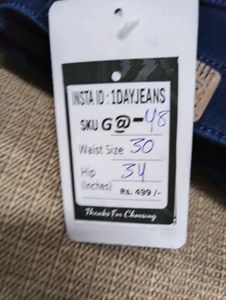 INSTA ID : 1DAYJEANS
SKU G@-48
Waist Size 30
Hip 34
(inches) Rs. 499 /-
Thanks For Choosing